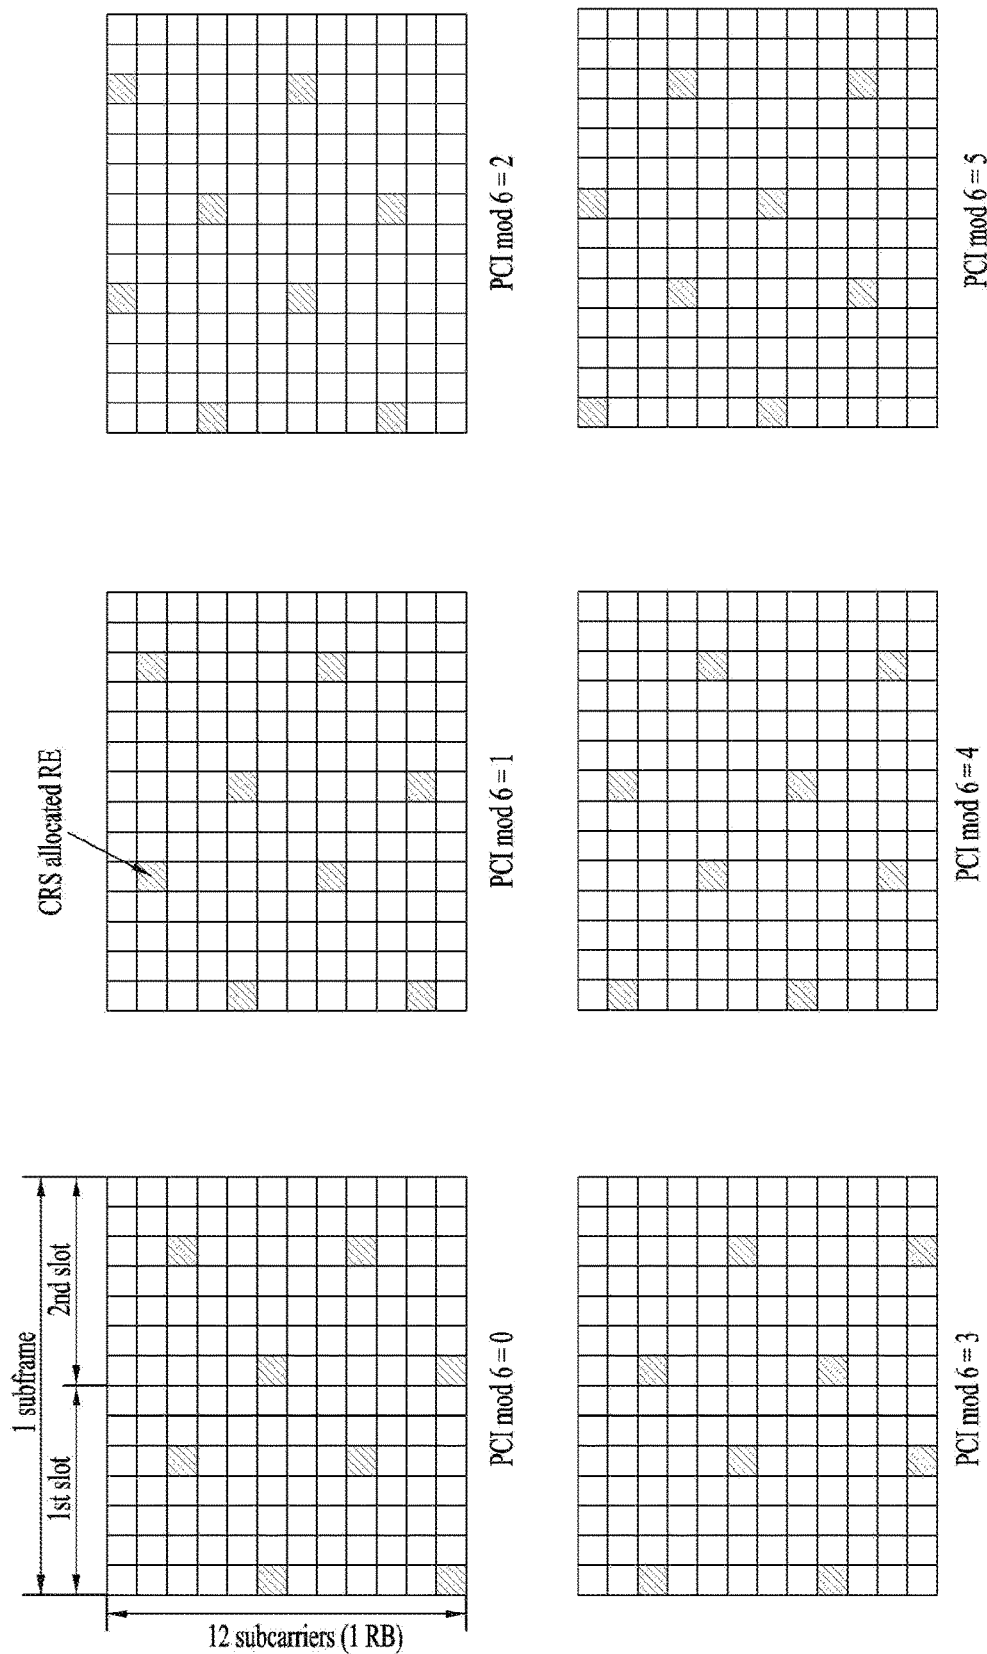 1 subframe
1st slot
2nd slot
12 subcarriers (1 RB)
PCI mod 6 = 0
CRS allocated RE
PCI mod 6 = 1
PCI mod 6 = 2
PCI mod 6 = 3
PCI mod 6 = 4
PCI mod 6 = 5